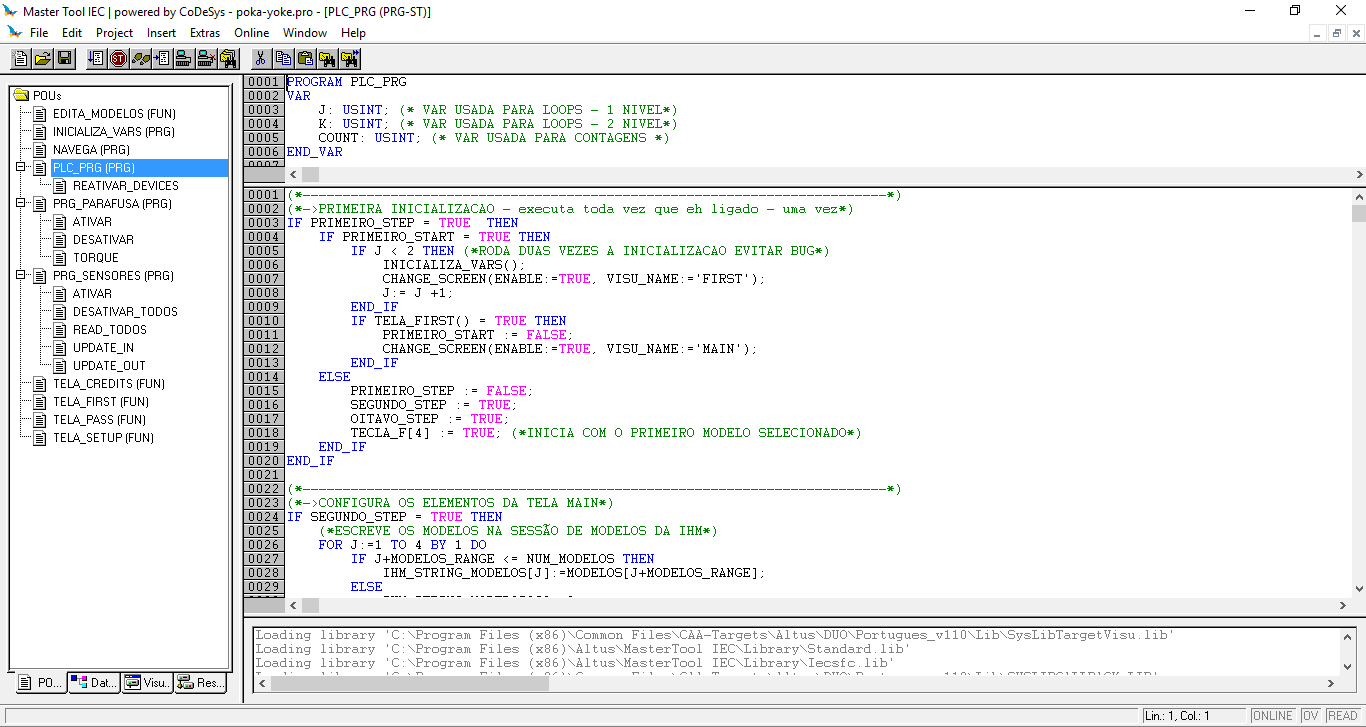 Master Tool IEC | powered by CoDeSys - poka-yoke.pro - [PLC_PRG (PRG-ST)]
File Edit Project Insert Extras Online Window Help
POUs
EDITA_MODELOS (FUN)
INICIALIZA_VARS (PRG)
NAVEGA (PRG)
PLC_PRG (PRG)
REATIVAR_DEVICES
PRG_PARAFUSA (PRG)
ATIVAR
DESATIVAR
TORQUE
PRG_SENSORES (PRG)
ATIVAR
DESATIVAR_TODOS
READ_TODOS
UPDATE_IN
UPDATE_OUT
TELA_CREDITS (FUN)
TELA_FIRST (FUN)
TELA_PASS (FUN)
TELA_SETUP (FUN)
PO... Dat... Visu... Res...
0001 PROGRAM PLC_PRG
0002 VAR
0003 J: USINT; (* VAR USADA PARA LOOPS - 1 NIVEL*)
0004 K: USINT; (* VAR USADA PARA LOOPS - 2 NIVEL*)
0005 COUNT: USINT; (* VAR USADA PARA CONTAGENS *)
0006 END_VAR
0007
0001 (*-------------------------------------------------------------------------*)
0002 (*->PRIMEIRA INICIALIZACAO - executa toda vez que eh ligado - uma vez*)
0003 IF PRIMEIRO_STEP = TRUE THEN
0004 IF PRIMEIRO_START = TRUE THEN
0005 IF J < 2 THEN (*RODA DUAS VEZES A INICIALIZACAO EVITAR BUG*)
0006 INICIALIZA_VARS();
0007 CHANGE_SCREEN(ENABLE:=TRUE, VISU_NAME:='FIRST');
0008 J:= J +1;
0009 END_IF
0010 IF TELA_FIRST() = TRUE THEN
0011 PRIMEIRO_START := FALSE;
0012 CHANGE_SCREEN(ENABLE:=TRUE, VISU_NAME:='MAIN');
0013 END_IF
0014 ELSE
0015 PRIMEIRO_STEP := FALSE;
0016 SEGUNDO_STEP := TRUE;
0017 OITAVO_STEP := TRUE;
0018 TECLA_F[4] := TRUE; (*INICIA COM O PRIMEIRO MODELO SELECIONADO*)
0019 END_IF
0020 END_IF
0021
0022 (*-------------------------------------------------------------------------*)
0023 (*->CONFIGURA OS ELEMENTOS DA TELA MAIN*)
0024 IF SEGUNDO_STEP = TRUE THEN
0025 (*ESCREVE OS MODELOS NA SESSÃO DE MODELOS DA IHM*)
0026 FOR J:=1 TO 4 BY 1 DO
0027 IF J+MODELOS_RANGE <= NUM_MODELOS THEN
0028 IHM_STRING_MODELOS[J]:=MODELOS[J+MODELOS_RANGE];
0029 ELSE
Loading library 'C:\Program Files (x86)\Common Files\CAA-Targets\Altus\DUO\Portugues_v110\Lib\SysLibTargetVisu.lib'
Loading library 'C:\Program Files (x86)\Altus\MasterTool IEC\Library\Standard.lib'
Loading library 'C:\Program Files (x86)\Altus\MasterTool IEC\Library\Iecsfc.lib'
Lin.: 1, Col.: 1 ONLINE OV READ